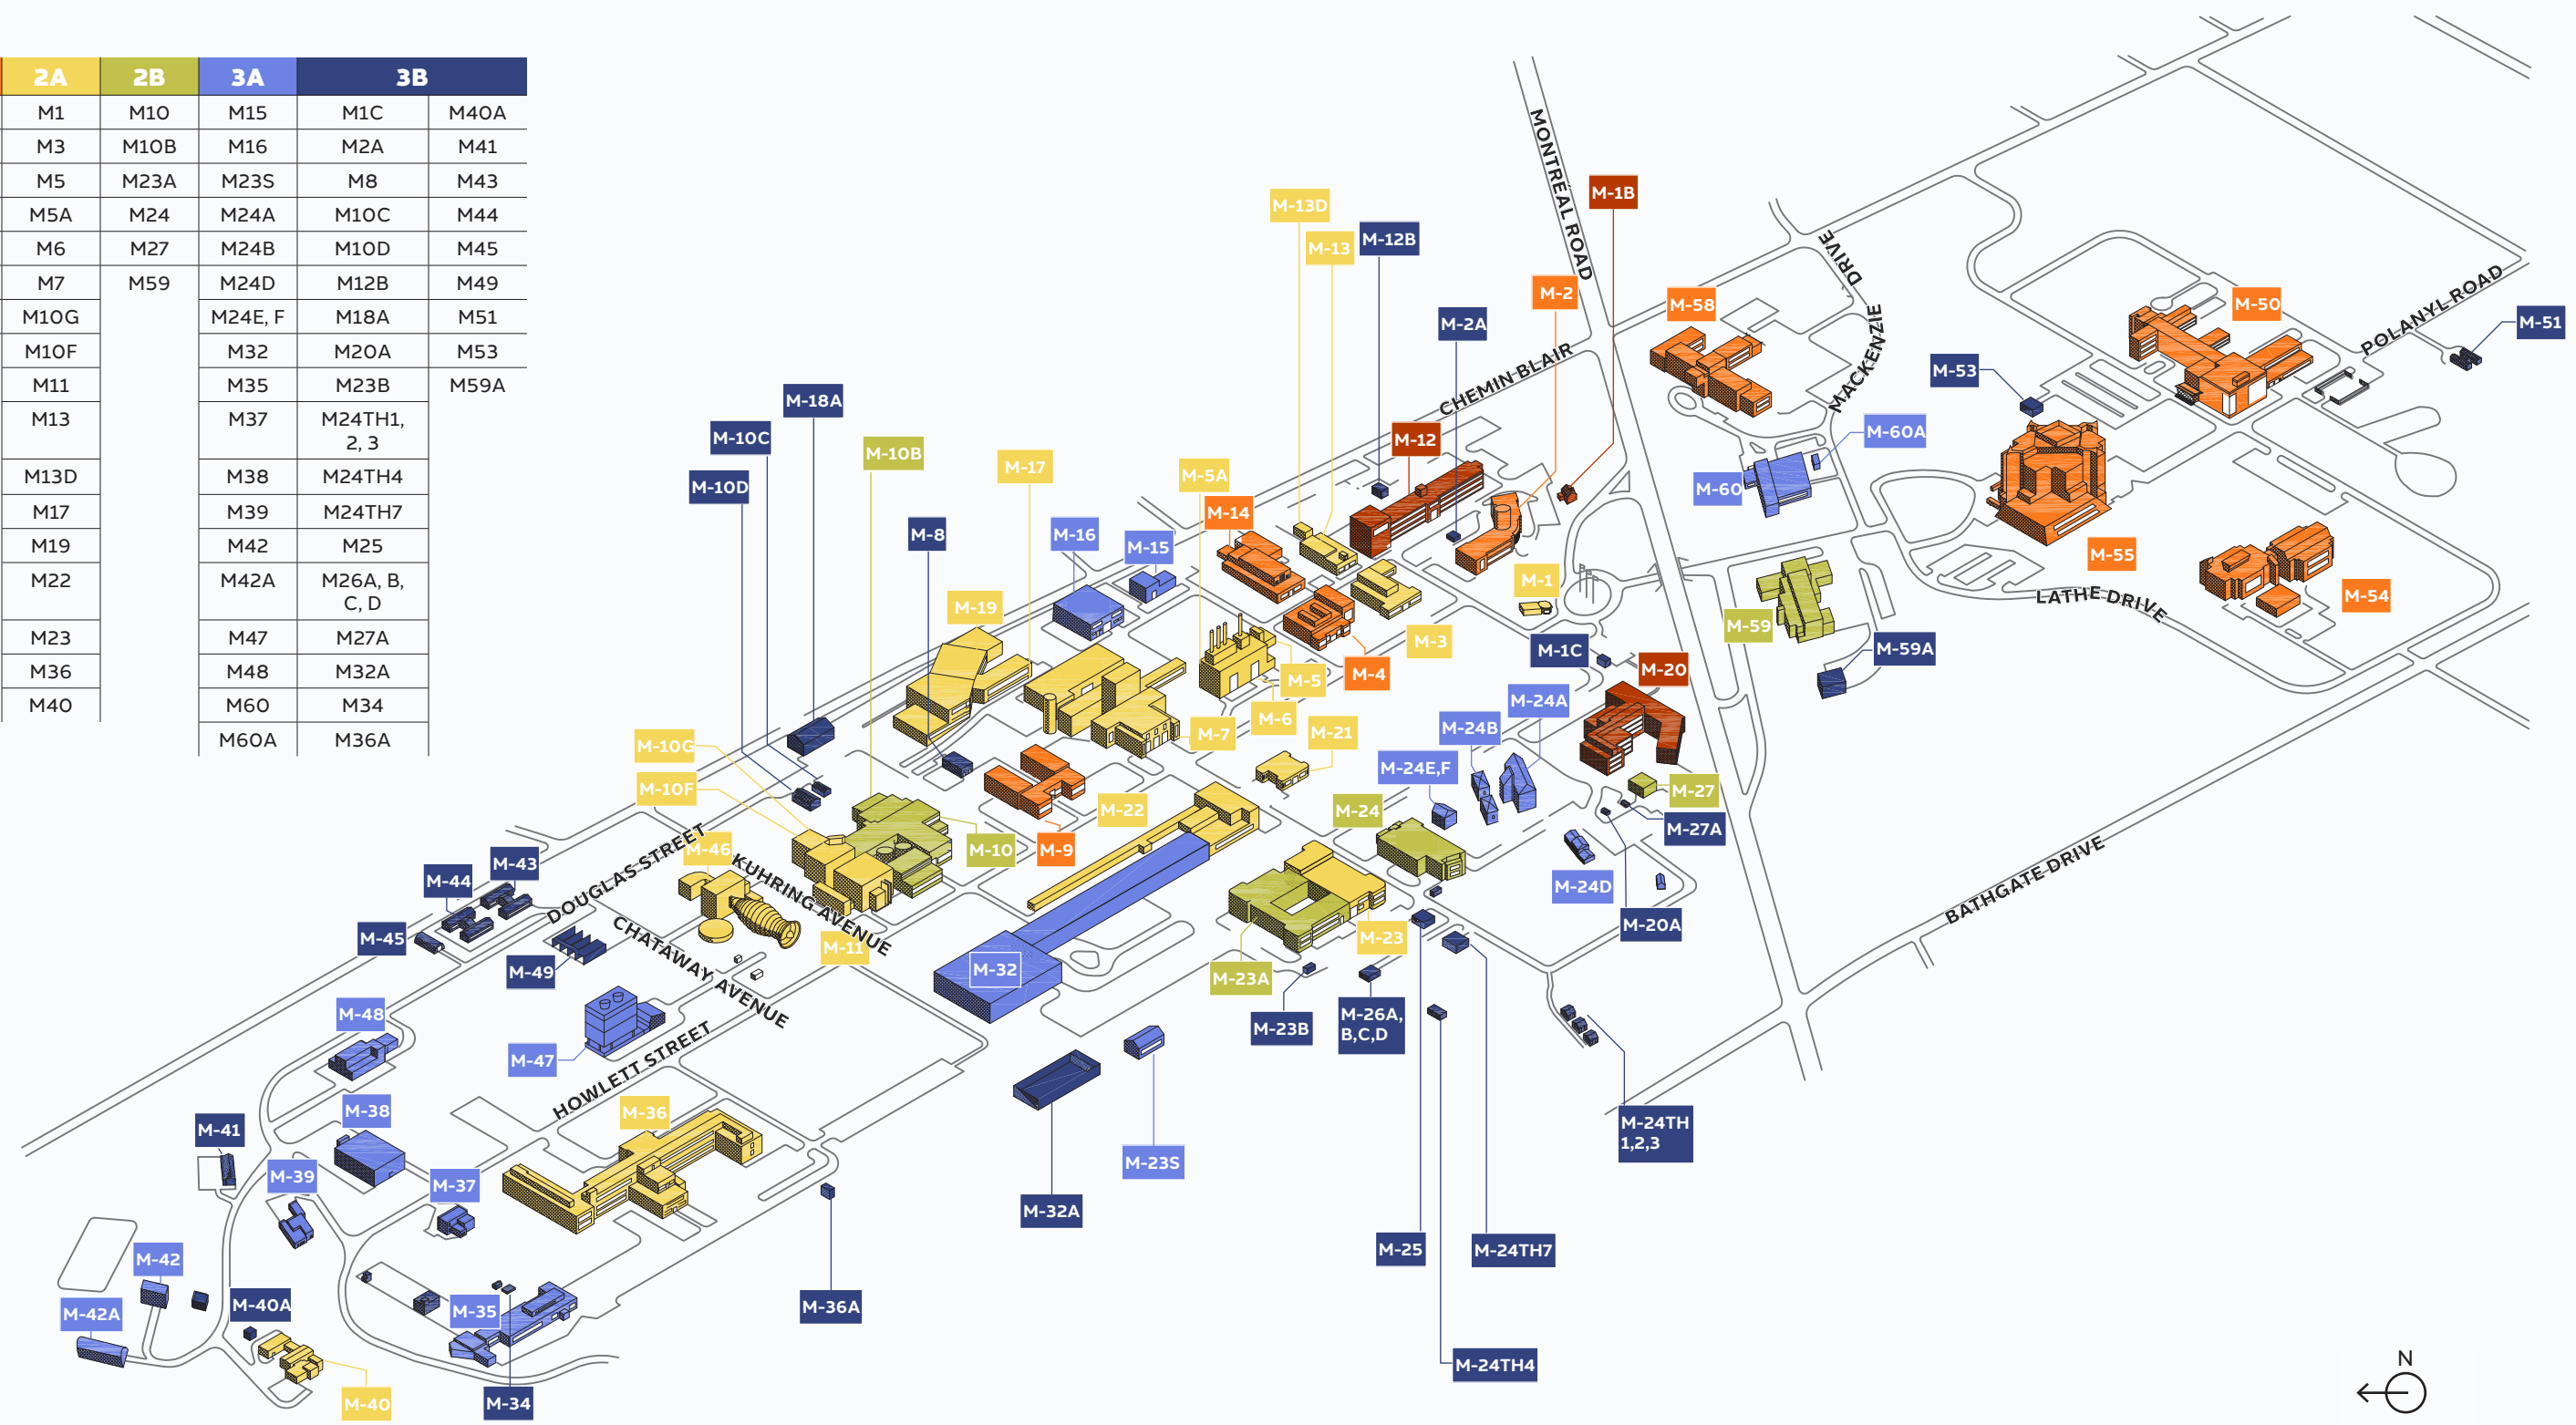 2A 2B 3A 3B
M1 M10 M15 M1C M40A
M3 M10B M16 M2A M41
M5 M23A M23S M8 M43
M5A M24 M24A M10C M44
M6 M27 M24B M10D M45
M7 M59 M24D M12B M49
M10G M24E, F M18A M51
M10F M32 M20A M53
M11 M35 M23B M59A
M13 M37 M24TH1,
2, 3
M13D M38 M24TH4
M17 M39 M24TH7
M19 M42 M25
M22 M42A M26A, B,
C, D
M23 M47 M27A
M36 M48 M32A
M40 M60 M34
M60A M36A
MONTREAL ROAD
M-1B
M-13D
M-13
M-12B
M-2
M-2A
M-58
DRIVE
MACKENZIE
M-50
POLANYL ROAD
M-51
M-53
CHEMIN BLAIR
M-18A
M-10C
M-10D
M-10B
M-17
M-5A
M-12
M-60A
M-60
M-14
M-8
M-16
M-15
M-55
M-54
LATHE DRIVE
M-1
M-19
M-3
M-59
M-59A
M-1C
M-4
M-20
M-5
M-6
M-7
M-21
M-24A
M-24B
M-24E,F
M-10G
M-10F
M-22
M-24
M-27
M-27A
M-46
M-10
M-9
KUHRING AVENUE
DOUGLAS STREET
M-43
M-44
M-45
M-24D
M-20A
BATHGATE DRIVE
CHATAWAY AVENUE
M-11
M-23
M-49
M-32
M-23A
M-48
M-23B
M-26A,
B,C,D
M-47
HOWLETT STREET
M-38
M-36
M-41
M-24TH
1,2,3
M-39
M-37
M-23S
M-32A
M-25
M-24TH7
M-42
M-42A
M-40A
M-35
M-36A
M-24TH4
M-40
M-34
N